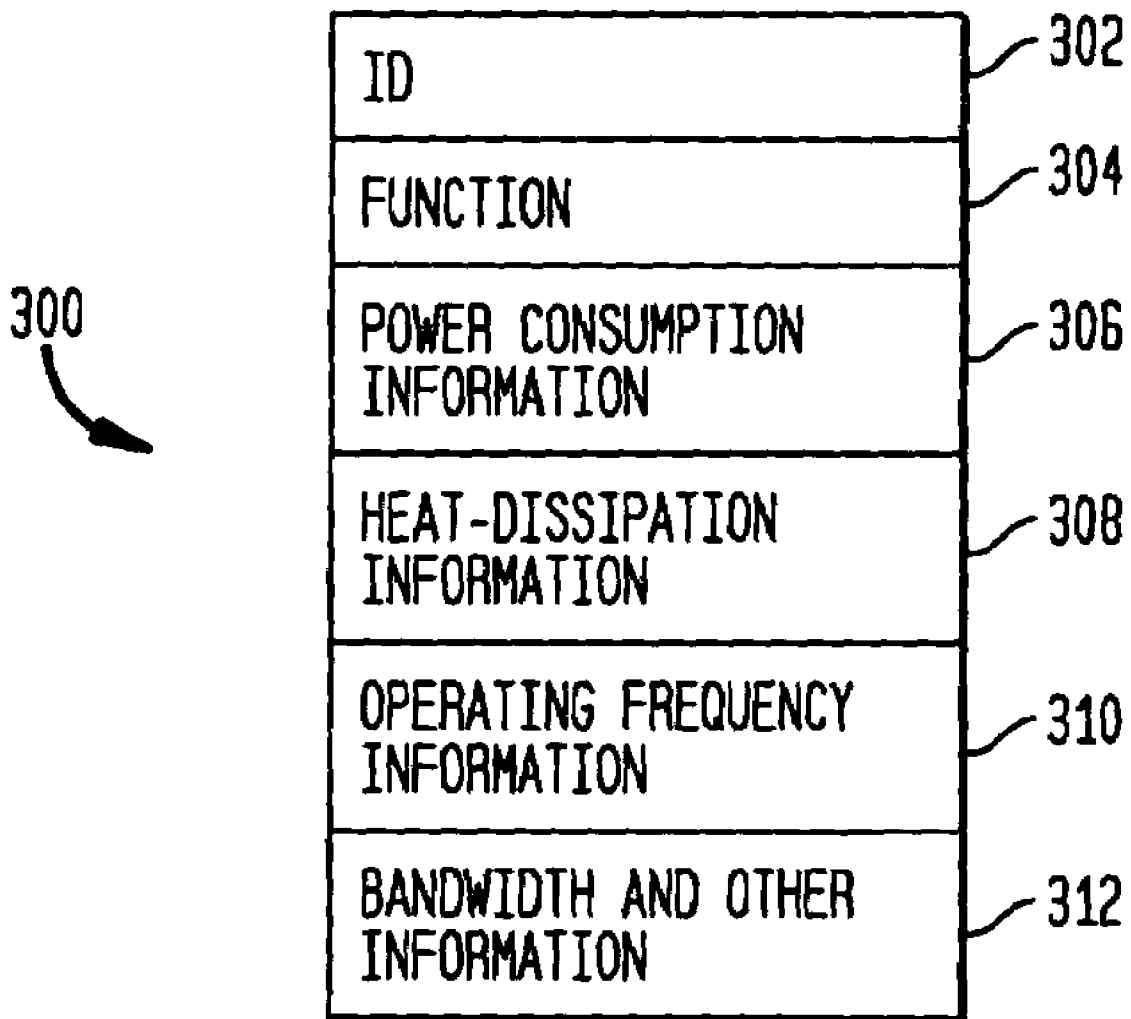 ID
302
FUNCTION
304
300
POWER CONSUMPTION
INFORMATION
306
HEAT-DISSIPATION
INFORMATION
308
OPERATING FREQUENCY
INFORMATION
310
BANDWIDTH AND OTHER
INFORMATION
312